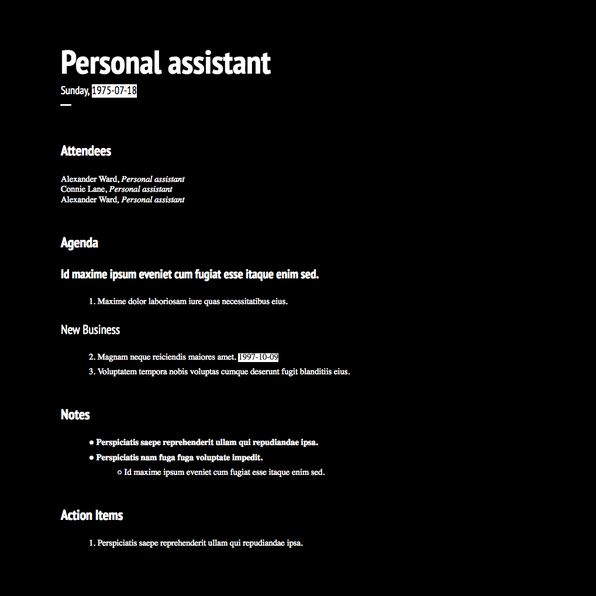 Personal assistant
Sunday, 1975-07-18
Attendees
Alexander Ward, Personal assistant
Connie Lane, Personal assistant
Alexander Ward, Personal assistant
Agenda
Id maxime ipsum eveniet cum fugiat esse itaque enim sed.
1. Maxime dolor laboriosam iure quas necessitatibus eius.
New Business
2. Magnam neque reiciendis maiores amet. 1997-10-09
3. Voluptatem tempora nobis voluptas cumque deserunt fugit blanditiis eius.
Notes
● Perspiciatis saepe reprehenderit ullam qui repudiandae ipsa.
● Perspiciatis nam fuga fuga voluptate impedit.
○ Id maxime ipsum eveniet cum fugiat esse itaque enim sed.
Action Items
1. Perspiciatis saepe reprehenderit ullam qui repudiandae ipsa.